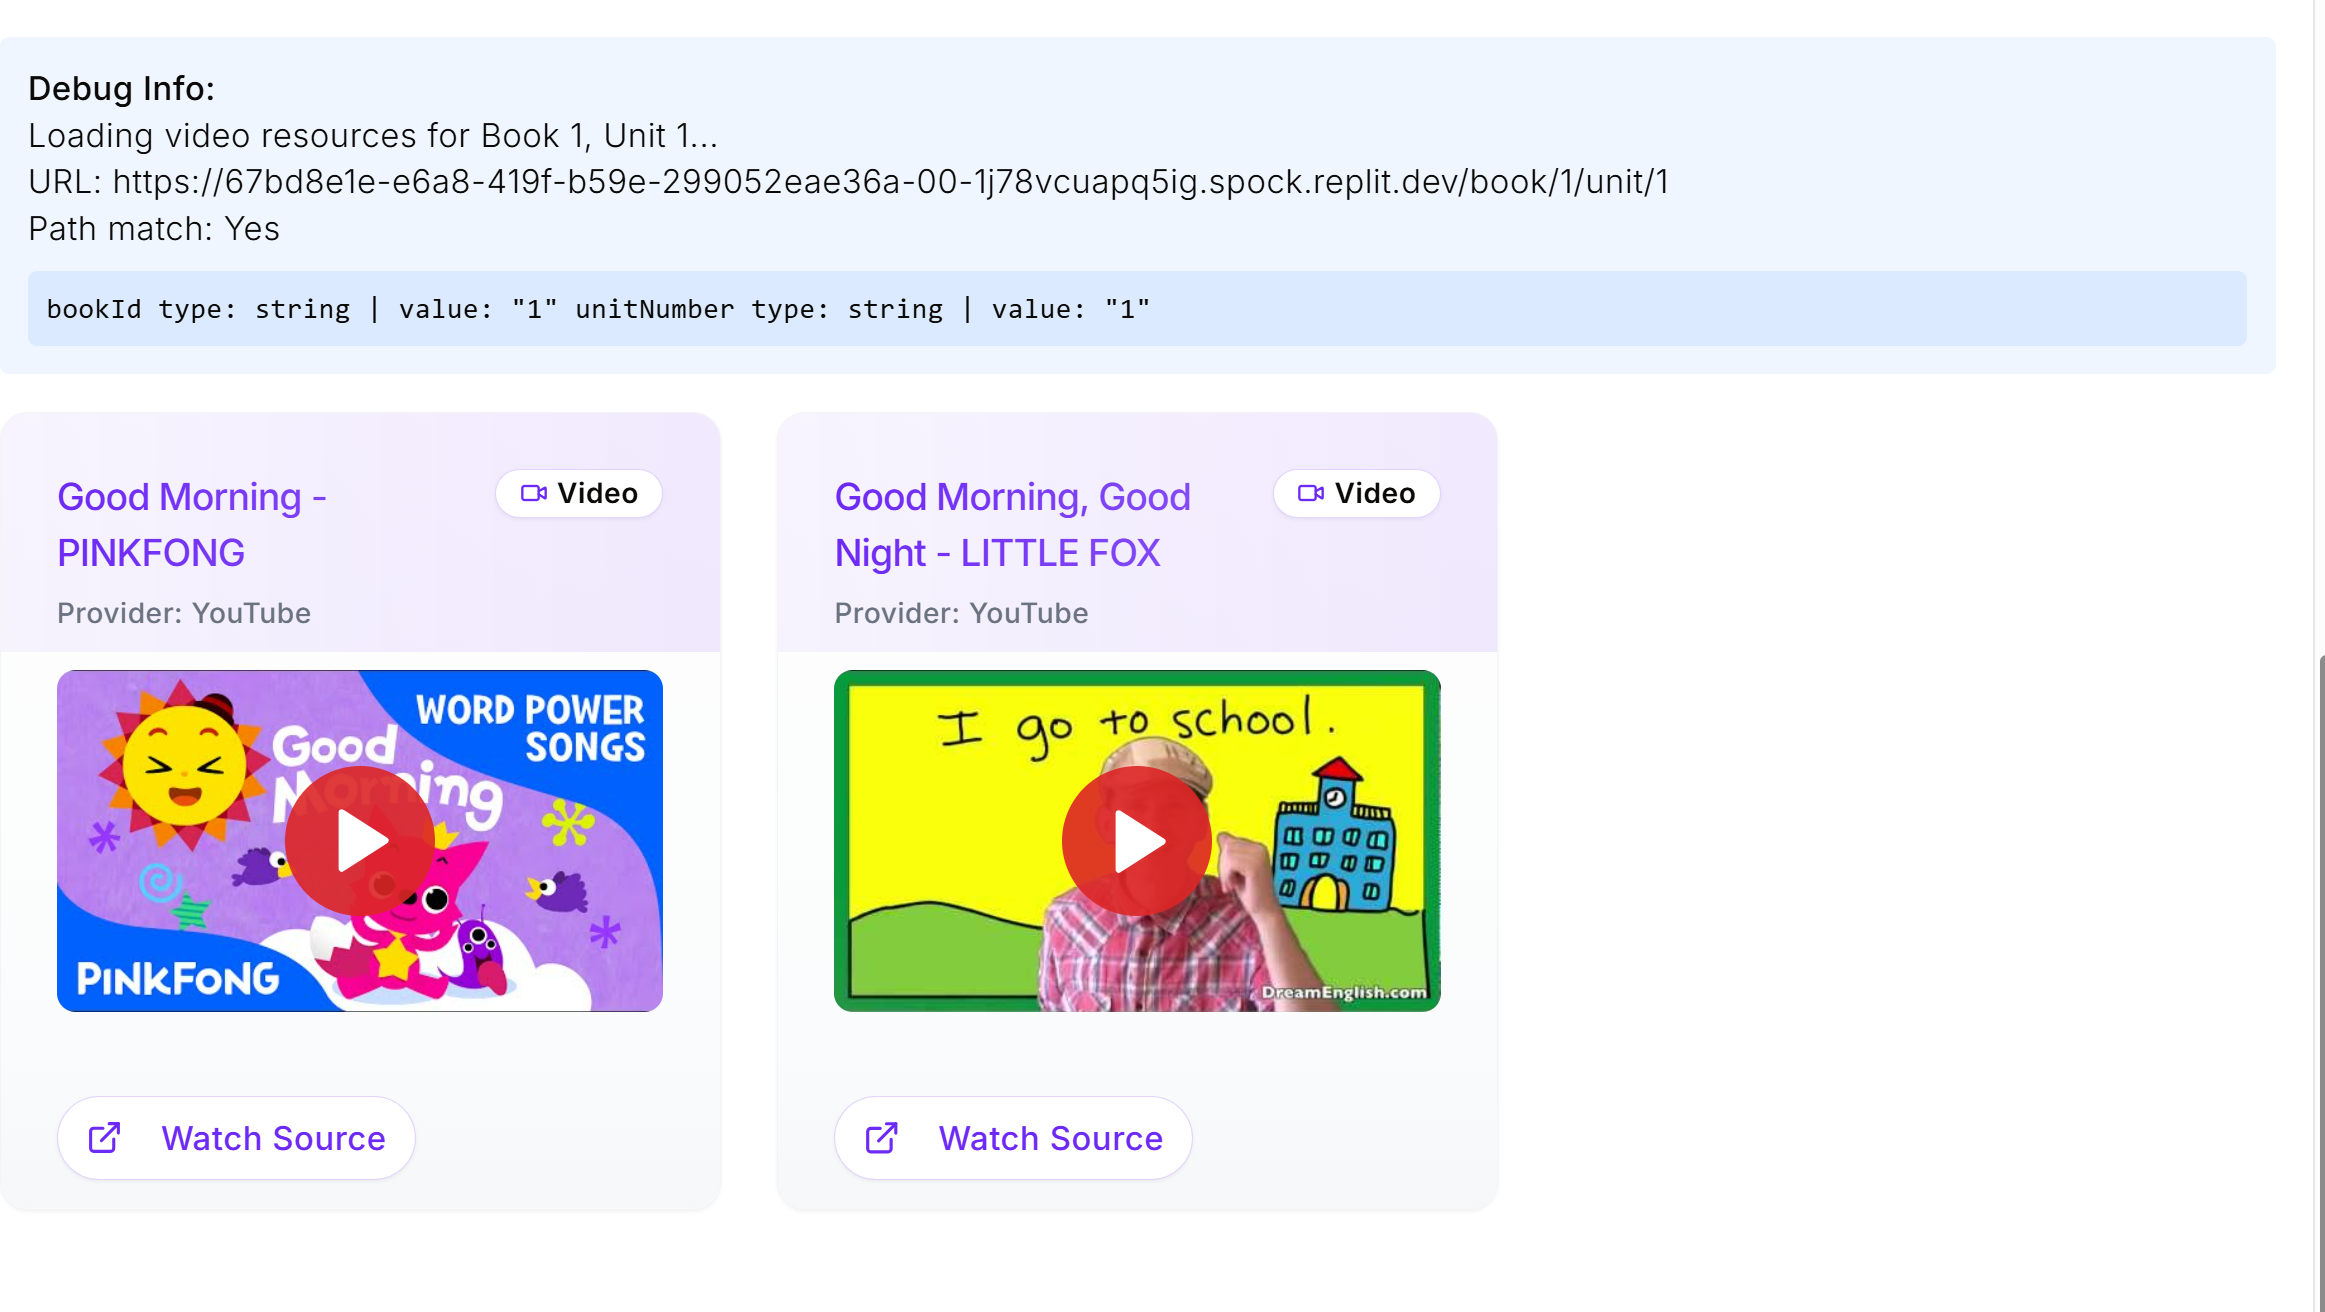 Debug Info:
Loading video resources for Book 1, Unit 1...
URL: https://67bd8e1e-e6a8-419f-b59e-299052eae36a-00-1j78vcuapq5ig.spock.replit.dev/book/1/unit/1
Path match: Yes
bookId type: string | value: "1" unitNumber type: string | value: "1"
Good Morning -
PINKFONG
Video
Provider: YouTube
WORD POWER
SONGS
Good
Morning
PINKFONG
Watch Source
Good Morning, Good
Night - LITTLE FOX
Video
Provider: YouTube
I go to school.
DreamEnglish.com
Watch Source